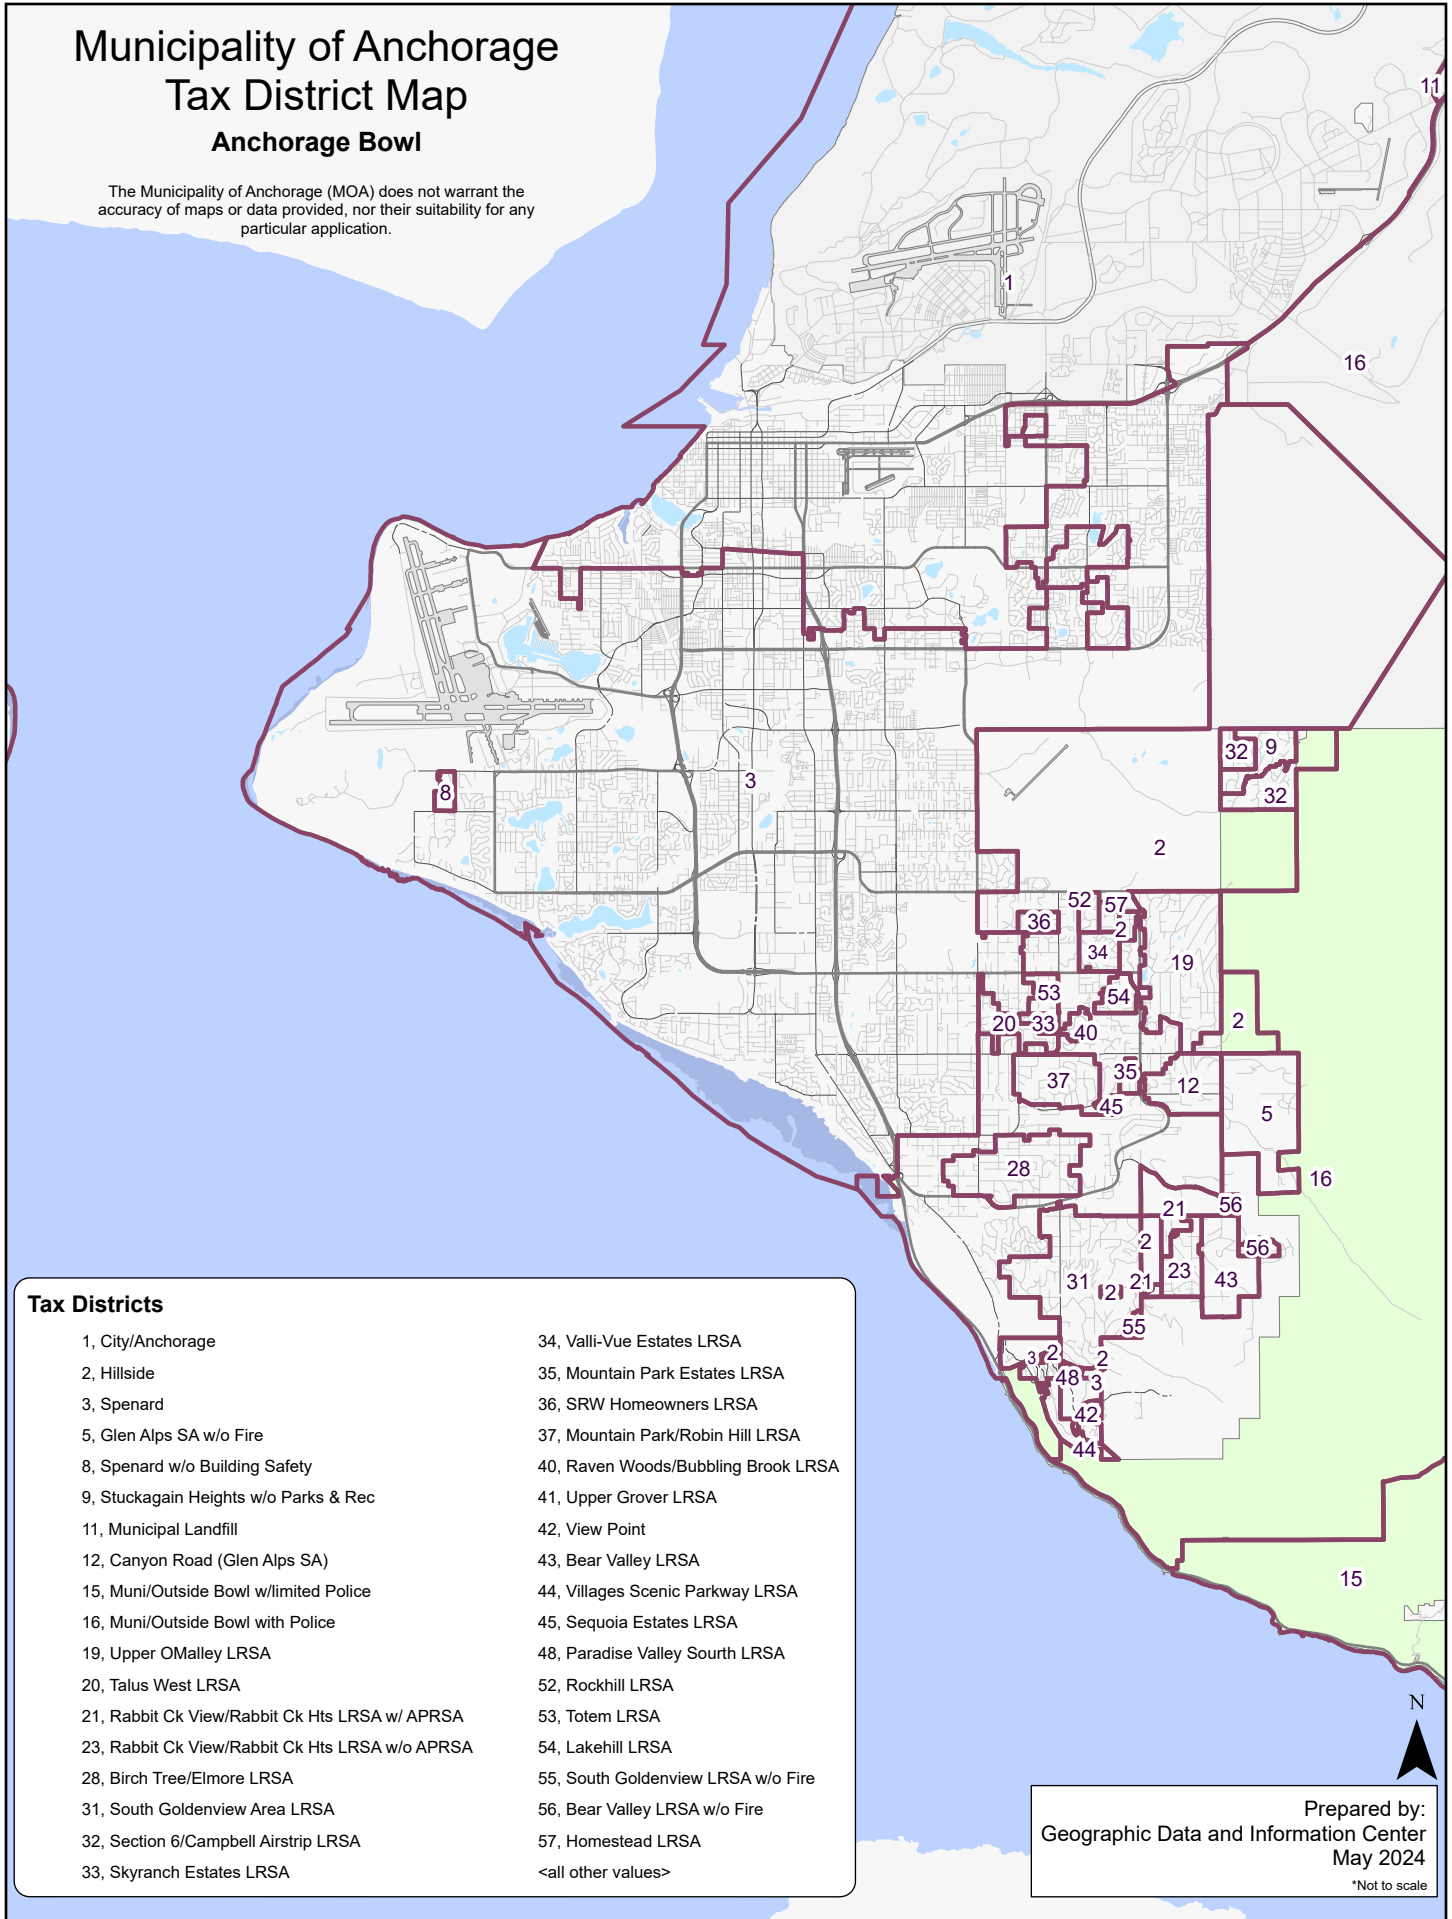 Municipality of Anchorage
Tax District Map
Anchorage Bowl
The Municipality of Anchorage (MOA) does not warrant the
accuracy of maps or data provided, nor their suitability for any
particular application.
11
1
16
3
8
32
9
32
2
52
57
36
2
34
19
53
54
20
33
40
2
37
35
12
45
5
28
16
21
56
2
56
31
2
21
23
43
55
3
2
2
48
3
42
44
15
Tax Districts
1, City/Anchorage
2, Hillside
3, Spenard
5, Glen Alps SA w/o Fire
8, Spenard w/o Building Safety
9, Stuckagain Heights w/o Parks & Rec
11, Municipal Landfill
12, Canyon Road (Glen Alps SA)
15, Muni/Outside Bowl w/limited Police
16, Muni/Outside Bowl with Police
19, Upper OMalley LRSA
20, Talus West LRSA
21, Rabbit Ck View/Rabbit Ck Hts LRSA w/ APRSA
23, Rabbit Ck View/Rabbit Ck Hts LRSA w/o APRSA
28, Birch Tree/Elmore LRSA
31, South Goldenview Area LRSA
32, Section 6/Campbell Airstrip LRSA
33, Skyranch Estates LRSA
34, Valli-Vue Estates LRSA
35, Mountain Park Estates LRSA
36, SRW Homeowners LRSA
37, Mountain Park/Robin Hill LRSA
40, Raven Woods/Bubbling Brook LRSA
41, Upper Grover LRSA
42, View Point
43, Bear Valley LRSA
44, Villages Scenic Parkway LRSA
45, Sequoia Estates LRSA
48, Paradise Valley Sourth LRSA
52, Rockhill LRSA
53, Totem LRSA
54, Lakehill LRSA
55, South Goldenview LRSA w/o Fire
56, Bear Valley LRSA w/o Fire
57, Homestead LRSA
<all other values>
N
Prepared by:
Geographic Data and Information Center
May 2024
*Not to scale